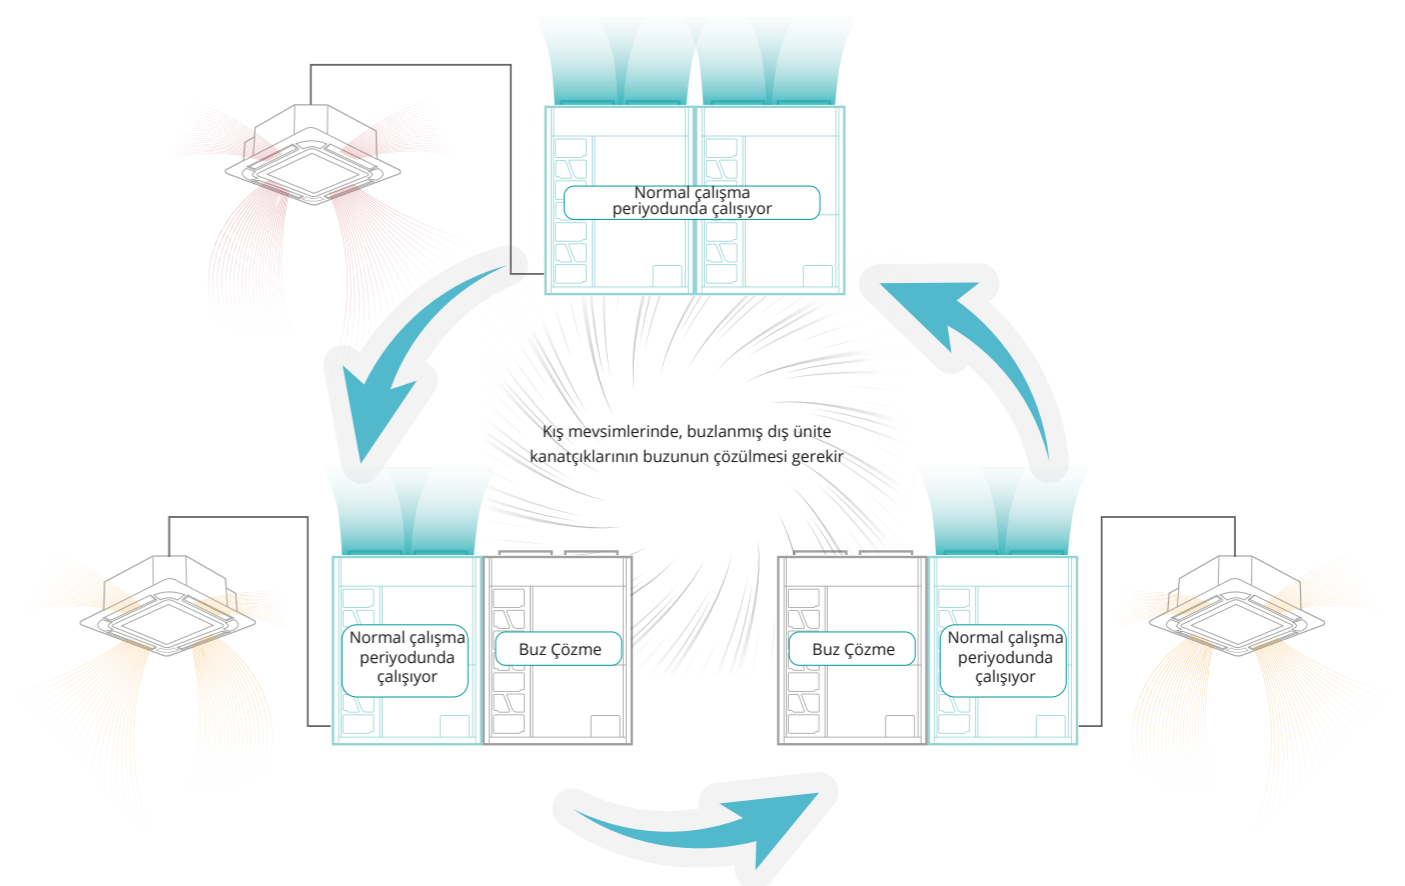 Normal çalışma
periyodunda çalışıyor
Kış mevsimlerinde, buzlanmış dış ünite
kanatçıklarının buzunun çözülmesi gerekir
Normal çalışma
periyodunda
çalışıyor
Buz Çözme
Buz Çözme
Normal çalışma
periyodunda
çalışıyor